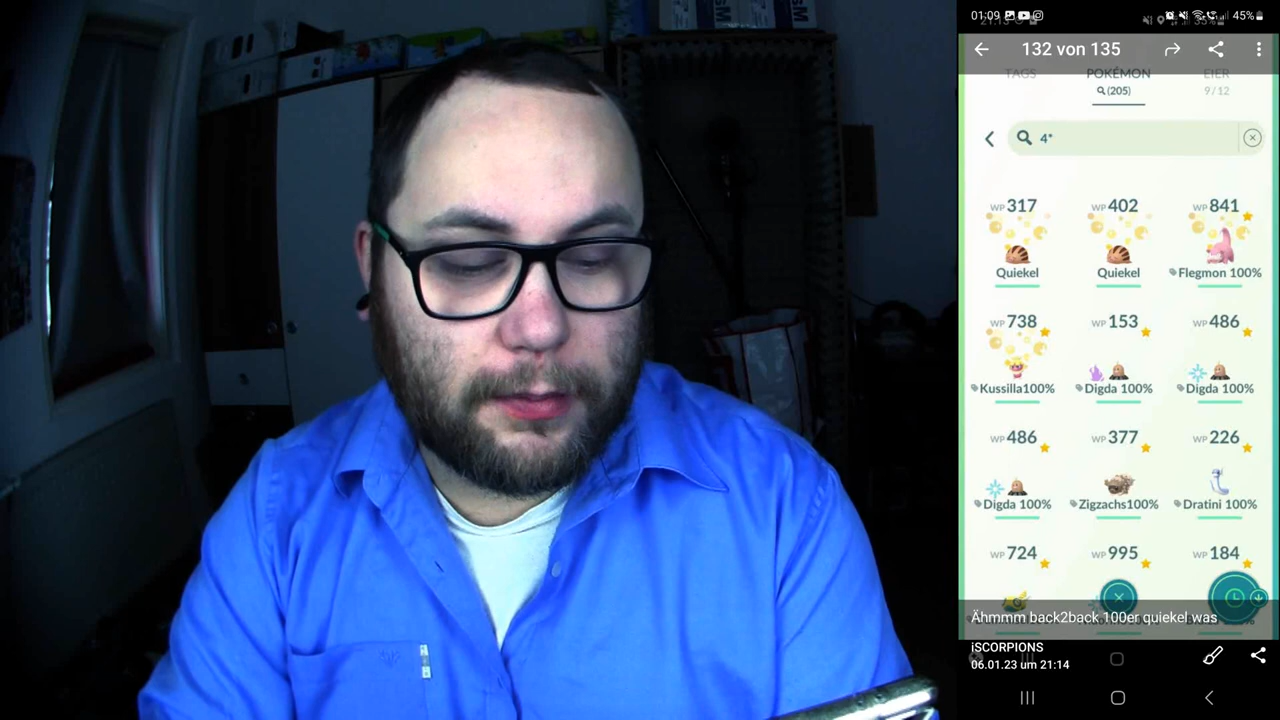 01:09
45%
132 von 135
TAGS
POKÉMON
EIER
(205)
9/12
4*
WP 317
WP 402
WP 841
Quiekel
Quiekel
Flegmon 100%
WP 738
WP 153
WP 486
Kussilla100%
Digda 100%
Digda 100%
WP 486
WP 377
WP 226
Digda 100%
Zigzachs100%
Dratini 100%
WP 724
WP 995
WP 184
Ähmmm back2back 100er quiekel was
iSCORPIONS
06.01.23 um 21:14